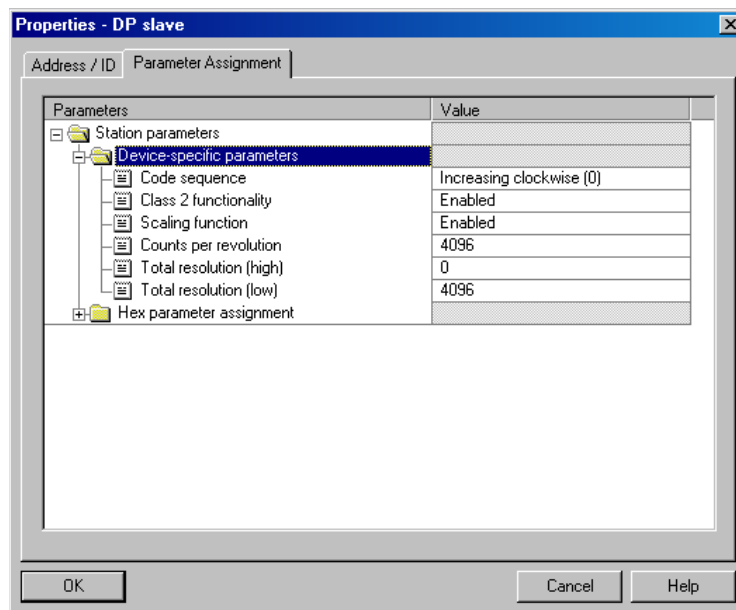 Properties - DP slave
Address / ID Parameter Assignment
Parameters Value
Station parameters
Device-specific parameters
Code sequence Increasing clockwise (0)
Class 2 functionality Enabled
Scaling function Enabled
Counts per revolution 4096
Total resolution (high) 0
Total resolution (low) 4096
Hex parameter assignment
OK Cancel Help